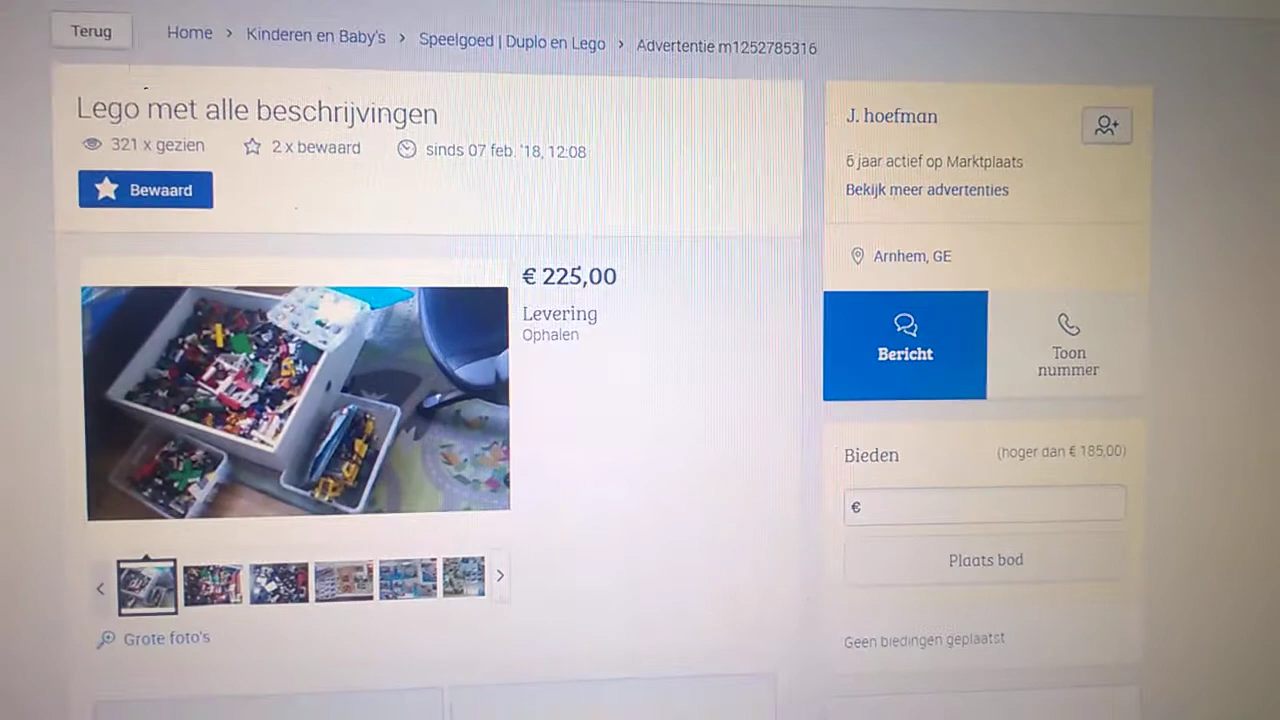 Terug
Home > Kinderen en Baby's > Speelgoed | Duplo en Lego > Advertentie m1252785316
Lego met alle beschrijvingen
321 x gezien
2 x bewaard
sinds 07 feb. '18, 12:08
Bewaard
€ 225,00
Levering
Ophalen
Grote foto's
J. hoefman
6 jaar actief op Marktplaats
Bekijk meer advertenties
Arnhem, GE
Bericht
Toon
nummer
Bieden
(hoger dan € 185,00)
€
Plaats bod
Geen biedingen geplaatst